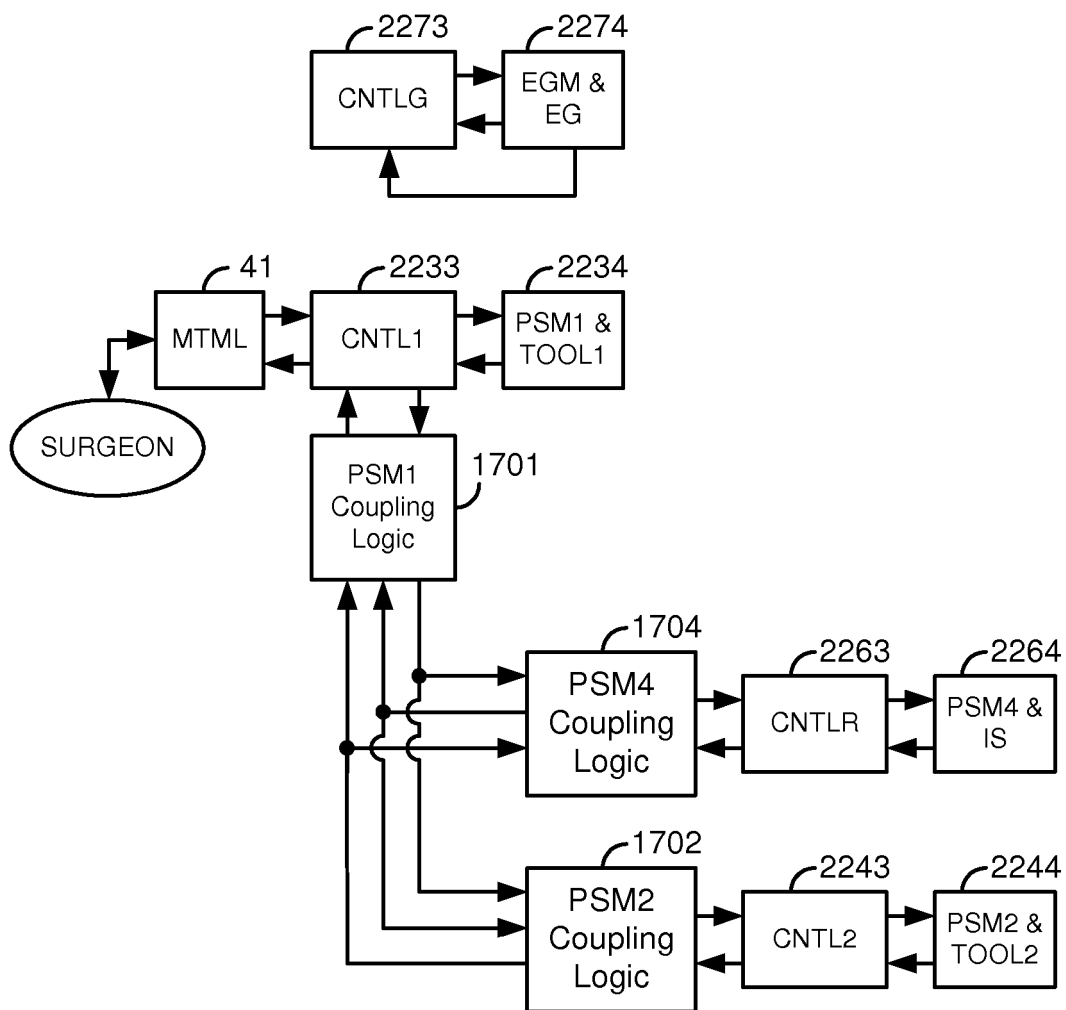 2273
2274
CNTLG
EGM &
EG
41
2233
2234
MTML
CNTL1
PSM1 &
TOOL1
SURGEON
PSM1
Coupling
Logic
1701
1704
2263
2264
PSM4
Coupling
Logic
CNTLR
PSM4 &
IS
1702
2243
2244
PSM2
Coupling
Logic
CNTL2
PSM2 &
TOOL2